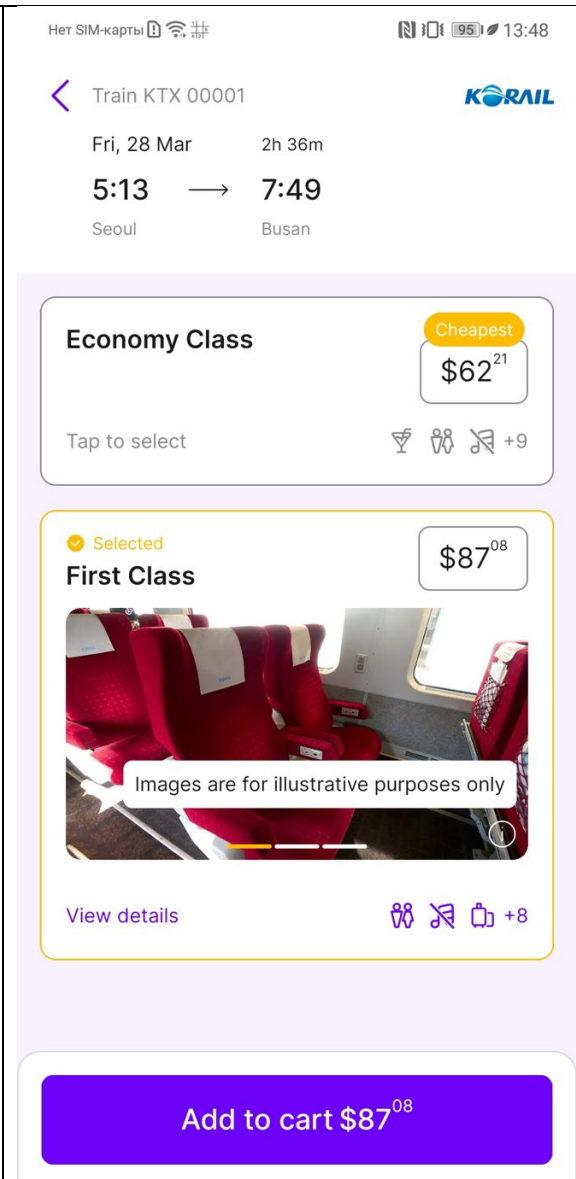 Нет SIM-карты 95 13:48
Train KTX 00001 KORAIL
Fri, 28 Mar 2h 36m
5:13 → 7:49
Seoul Busan
Cheapest
Economy Class $62 21
Tap to select +9
Selected
First Class $87 08
Images are for illustrative purposes only
View details +8
Add to cart $87 08